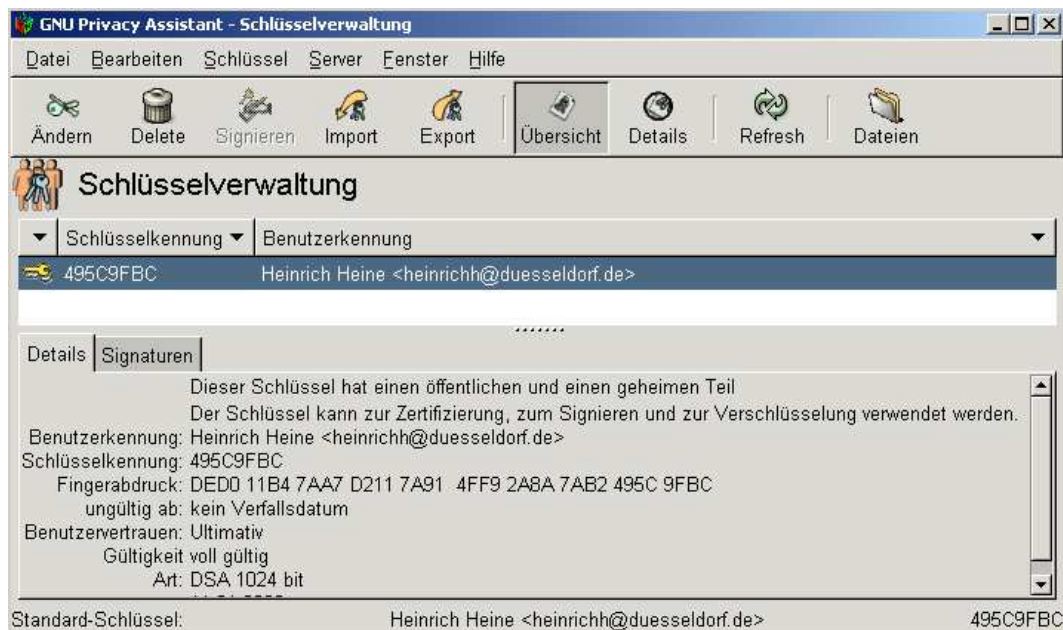 GNU Privacy Assistant - Schlüsselverwaltung
Datei Bearbeiten Schlüssel Server Fenster Hilfe
Ändern Delete Signieren Import Export Übersicht Details Refresh Dateien
Schlüsselverwaltung
Schlüsselkennung Benutzerkennung
495C9FBC Heinrich Heine <heinrichh@duesseldorf.de>
Details Signaturen
Dieser Schlüssel hat einen öffentlichen und einen geheimen Teil
Der Schlüssel kann zur Zertifizierung, zum Signieren und zur Verschlüsselung verwendet werden.
Benutzerkennung: Heinrich Heine <heinrichh@duesseldorf.de>
Schlüsselkennung: 495C9FBC
Fingerabdruck: DED0 11B4 7AA7 D211 7A91 4FF9 2A8A 7AB2 495C 9FBC
ungültig ab: kein Verfallsdatum
Benutzervertrauen: Ultimativ
Gültigkeit voll gültig
Art: DSA 1024 bit
Standard-Schlüssel: Heinrich Heine <heinrichh@duesseldorf.de> 495C9FBC